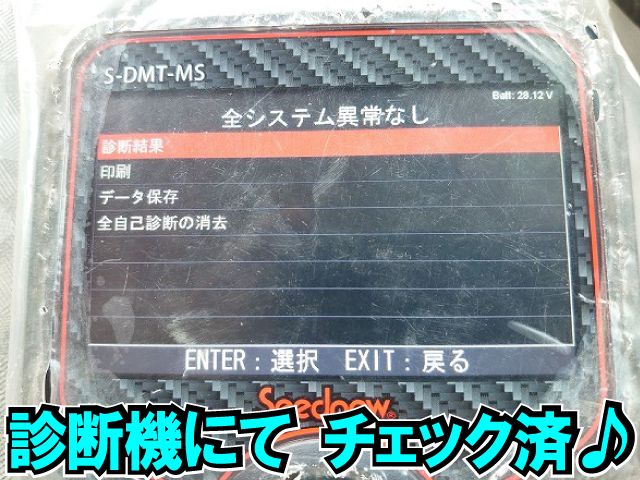 S-DMT-MS
Batt: 28.12 V
全システム異常なし
診断結果
印刷
データ保存
全自己診断の消去
ENTER : 選択 EXIT : 戻る
診断機にて チェック済♪